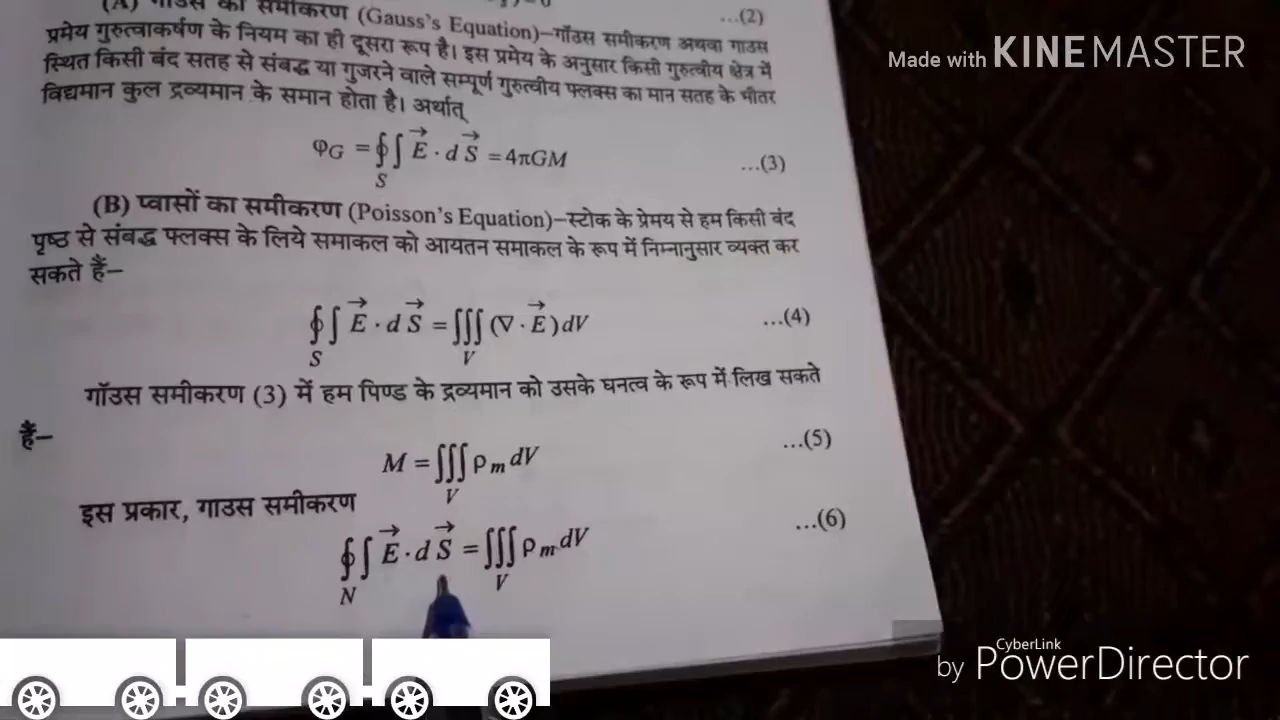 (A) गाउस का समीकरण (Gauss's Equation)–गॉउस समीकरण अथवा गाउस
...(2)
प्रमेय गुरुत्वाकर्षण के नियम का ही दूसरा रूप है। इस प्रमेय के अनुसार किसी गुरुत्वीय क्षेत्र में
स्थित किसी बंद सतह से संबद्ध या गुजरने वाले सम्पूर्ण गुरुत्वीय फ्लक्स का मान सतह के भीतर
विद्यमान कुल द्रव्यमान के समान होता है। अर्थात्
φG = ∯S E⃗ · dS⃗ = 4πGM ...(3)
(B) प्वासों का समीकरण (Poisson's Equation)–स्टोक के प्रेमय से हम किसी बंद
पृष्ठ से संबद्ध फ्लक्स के लिये समाकल को आयतन समाकल के रूप में निम्नानुसार व्यक्त कर
सकते हैं–
∯S E⃗ · dS⃗ = ∭V (∇ · E⃗) dV ...(4)
गॉउस समीकरण (3) में हम पिण्ड के द्रव्यमान को उसके घनत्व के रूप में लिख सकते
हैं–
M = ∭V ρm dV ...(5)
इस प्रकार, गाउस समीकरण
∯N E⃗ · dS⃗ = ∭V ρm dV ...(6)
Made with KINEMASTER
CyberLink
by PowerDirector